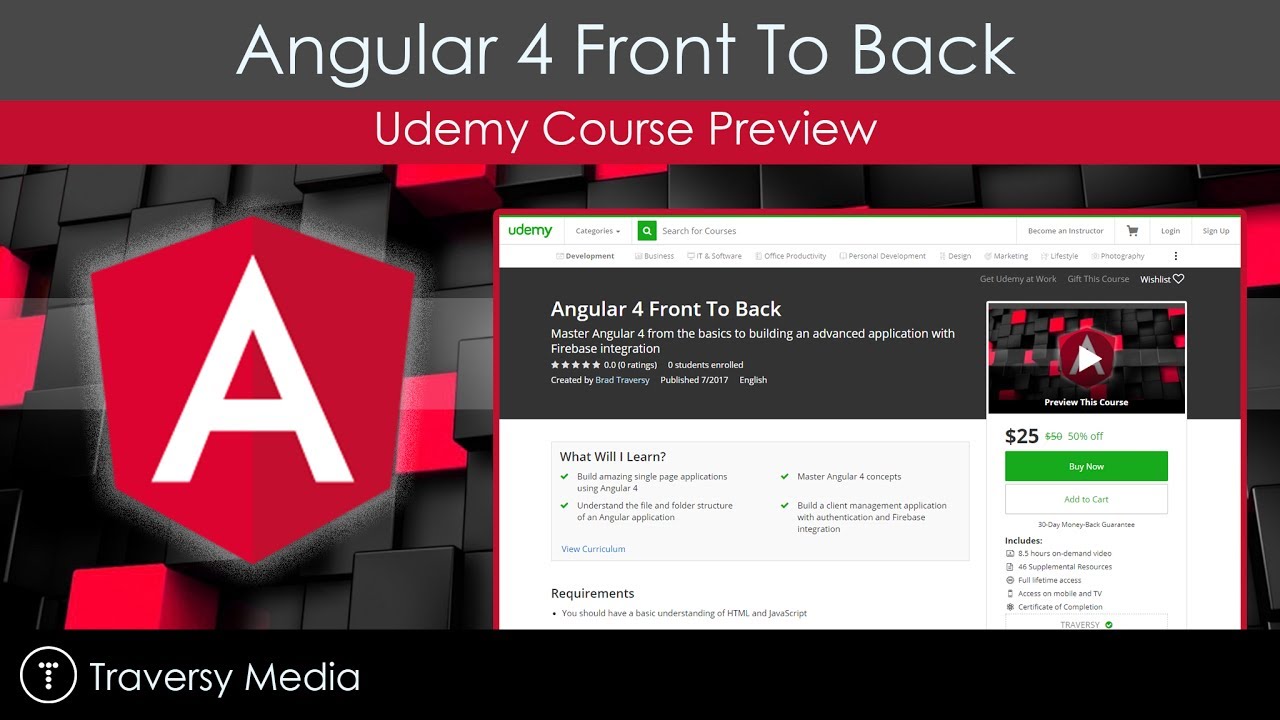 Angular 4 Front To Back
Udemy Course Preview
A
udemy
Categories
Search for Courses
Become an Instructor
Login
Sign Up
Development
Business
IT & Software
Office Productivity
Personal Development
Design
Marketing
Lifestyle
Photography
Get Udemy at Work
Gift This Course
Wishlist
Angular 4 Front To Back
Master Angular 4 from the basics to building an advanced application with
Firebase integration
0.0 (0 ratings) 0 students enrolled
Created by Brad Traversy Published 7/2017 English
A
Preview This Course
$25 $50 50% off
Buy Now
Add to Cart
30-Day Money-Back Guarantee
Includes:
8.5 hours on-demand video
46 Supplemental Resources
Full lifetime access
Access on mobile and TV
Certificate of Completion
TRAVERSY
What Will I Learn?
Build amazing single page applications
using Angular 4
Understand the file and folder structure
of an Angular application
Master Angular 4 concepts
Build a client management application
with authentication and Firebase
integration
View Curriculum
Requirements
• You should have a basic understanding of HTML and JavaScript
Traversy Media